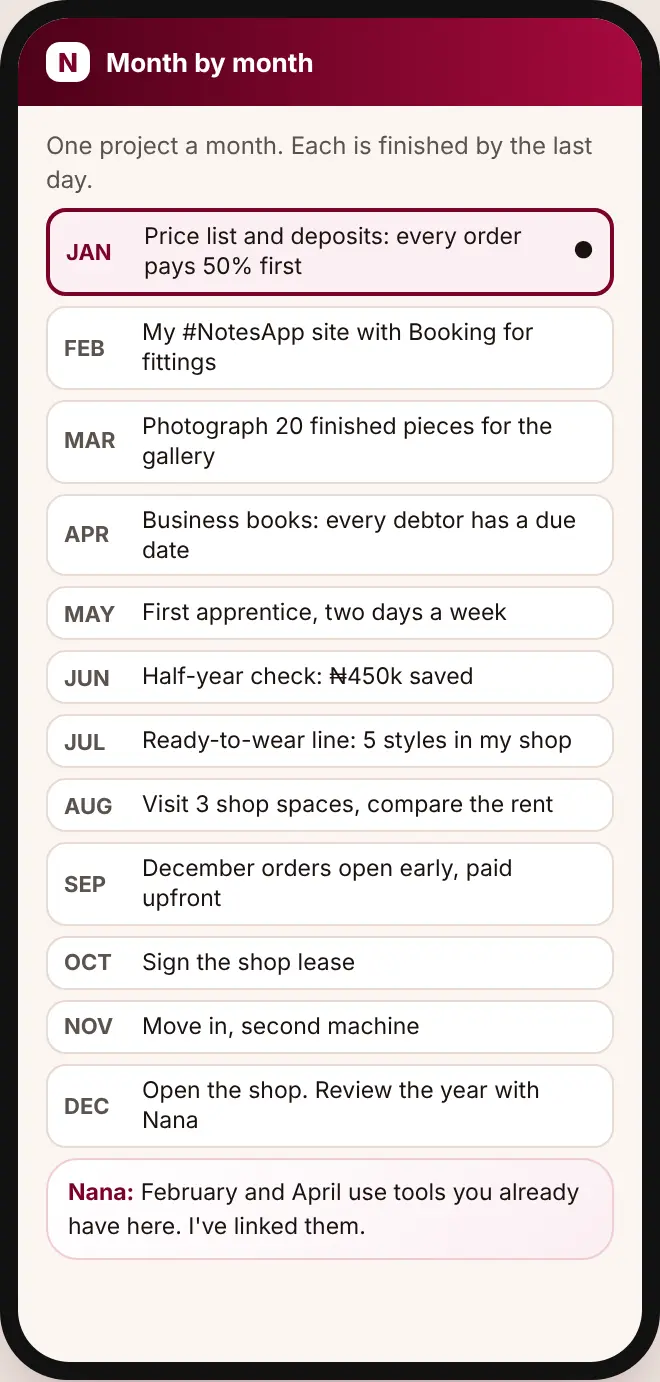 N Month by month
One project a month. Each is finished by the last
day.
JAN Price list and deposits: every order
pays 50% first
FEB My #NotesApp site with Booking for
fittings
MAR Photograph 20 finished pieces for the
gallery
APR Business books: every debtor has a due
date
MAY First apprentice, two days a week
JUN Half-year check: ₦450k saved
JUL Ready-to-wear line: 5 styles in my shop
AUG Visit 3 shop spaces, compare the rent
SEP December orders open early, paid
upfront
OCT Sign the shop lease
NOV Move in, second machine
DEC Open the shop. Review the year with
Nana
Nana: February and April use tools you already
have here. I've linked them.